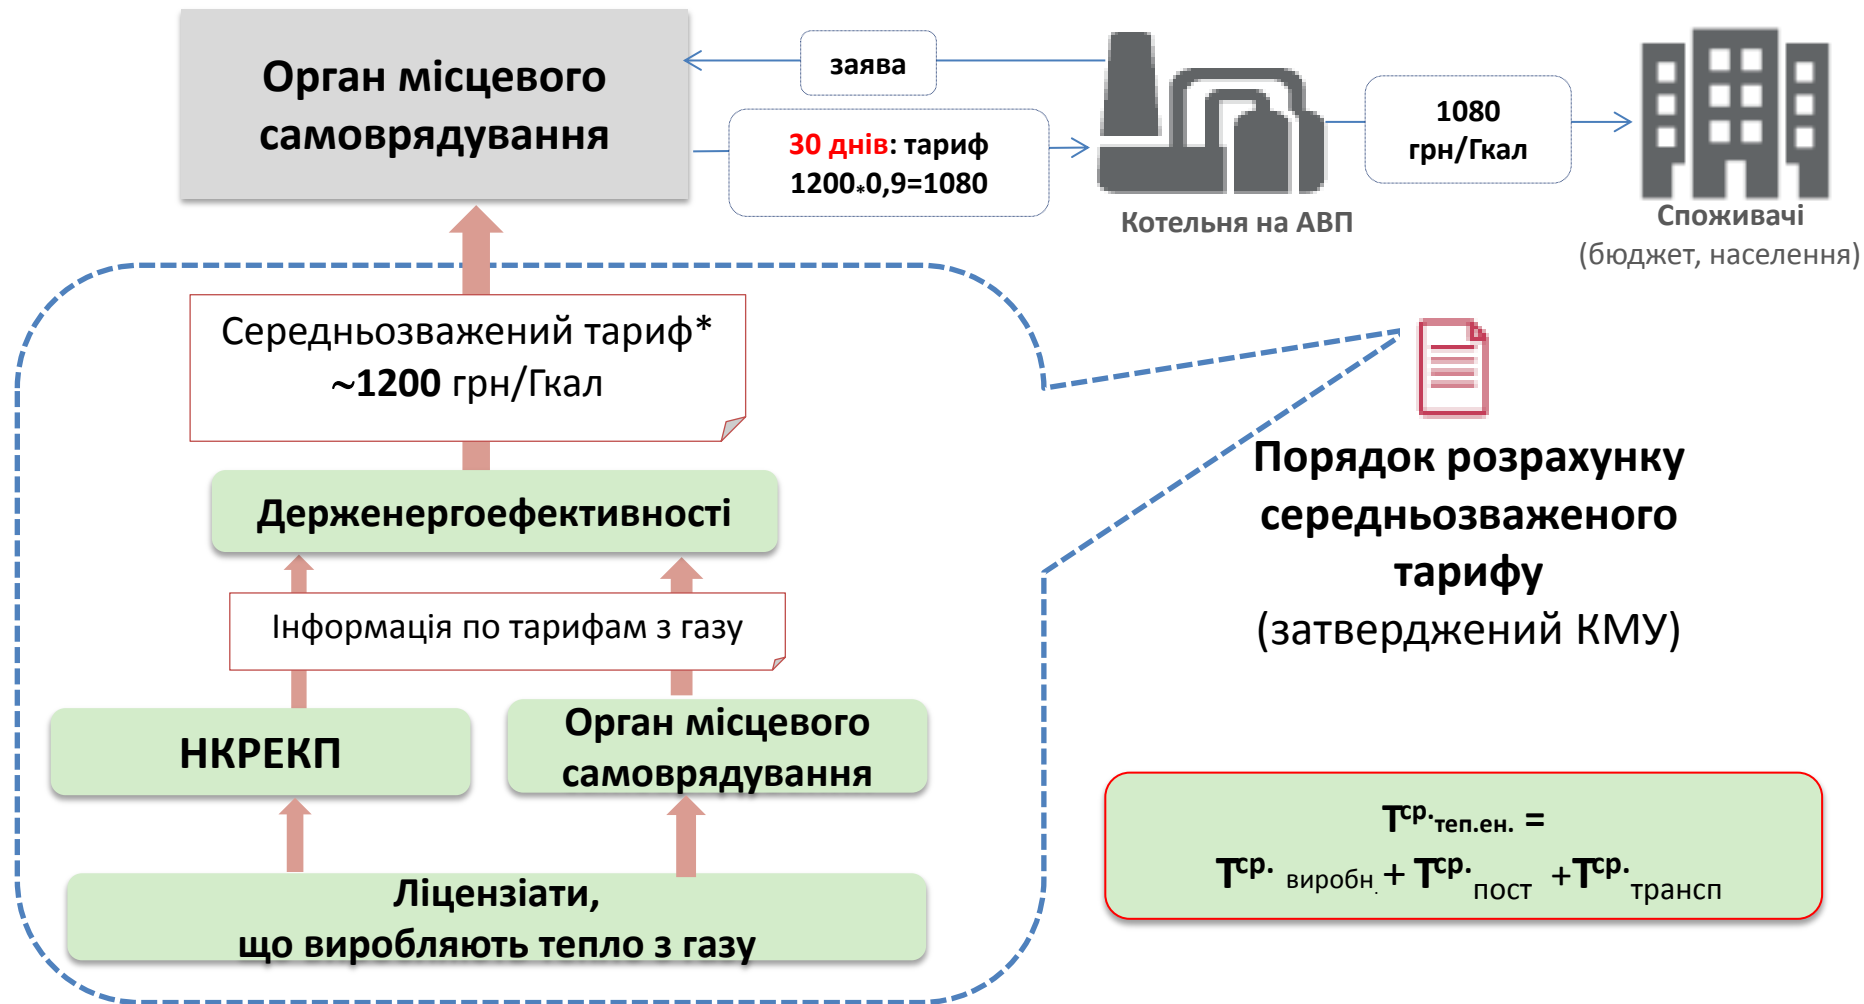 Орган місцевого
самоврядування
заява
30 днів: тариф
1200*0,9=1080
Котельня на АВП
1080
грн/Гкал
Споживачі
(бюджет, населення)
Середньозважений тариф*
~1200 грн/Гкал
Держенергоефективності
Інформація по тарифам з газу
НКРЕКП
Орган місцевого
самоврядування
Ліцензіати,
що виробляють тепло з газу
Порядок розрахунку
середньозваженого
тарифу
(затверджений КМУ)
Тср.теп.ен. =
Тср. виробн. + Тср.пост +Тср.трансп